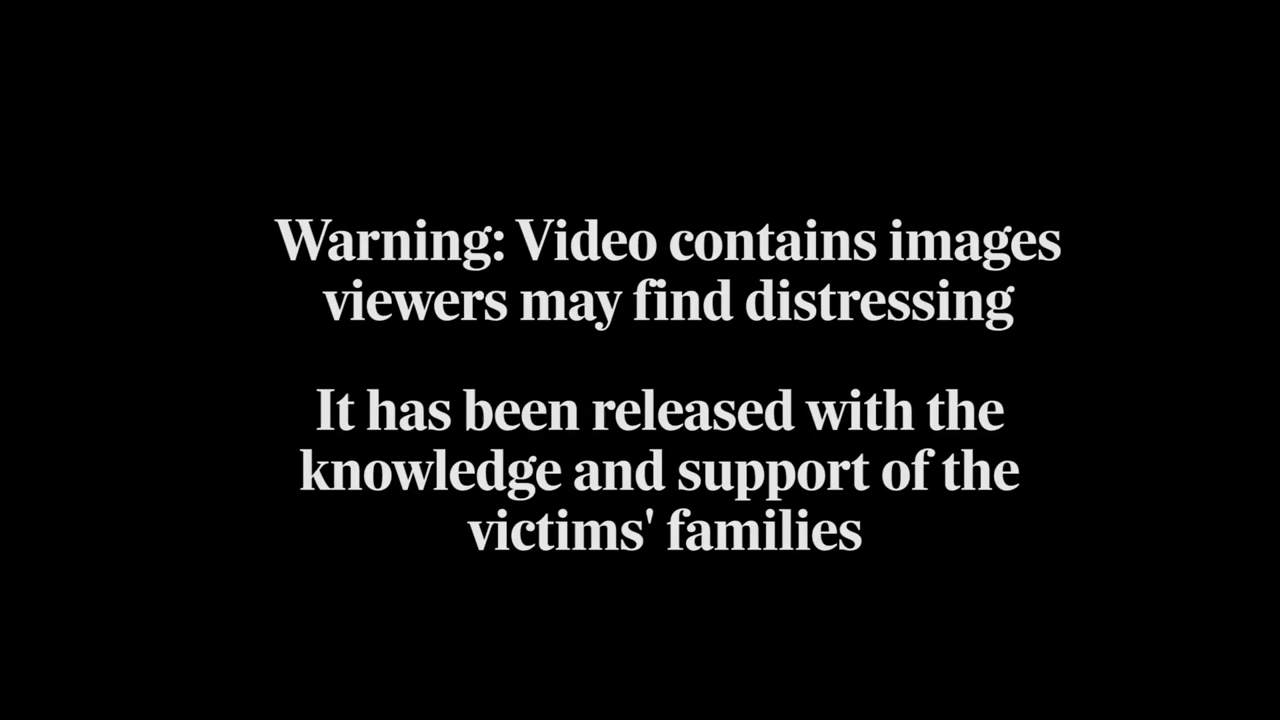 Warning: Video contains images
viewers may find distressing
It has been released with the
knowledge and support of the
victims' families